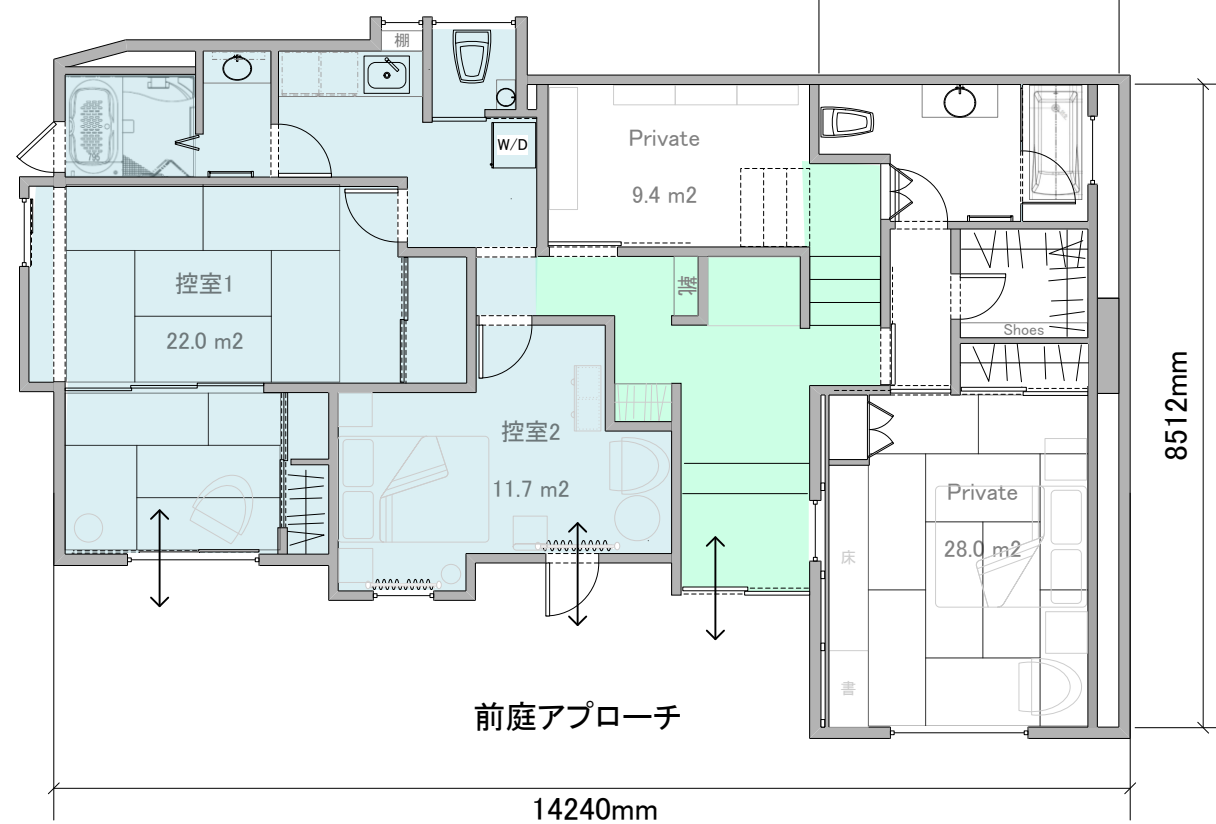 棚
W/D
Private
9.4 m2
控室1
22.0 m2
靴
Shoes
控室2
11.7 m2
Private
28.0 m2
床
書
8512mm
前庭アプローチ
14240mm